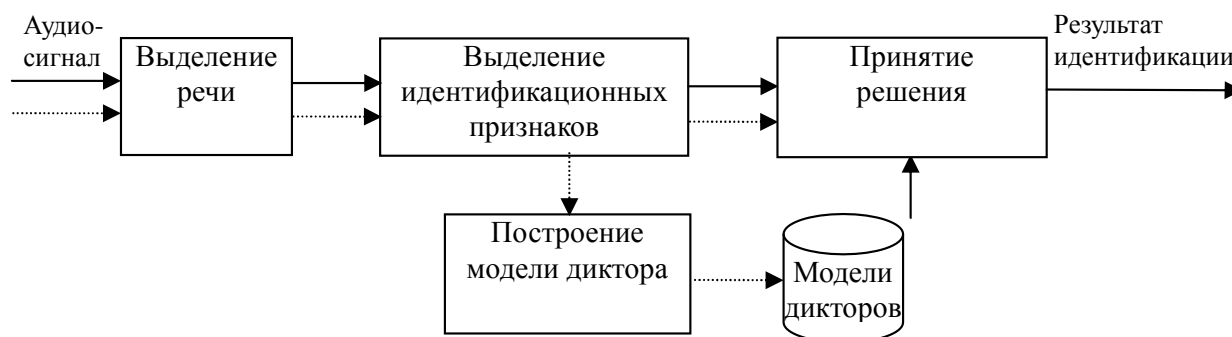 Аудио-
сигнал
Выделение
речи
Выделение
идентификационных
признаков
Принятие
решения
Результат
идентификации
Построение
модели диктора
Модели
дикторов